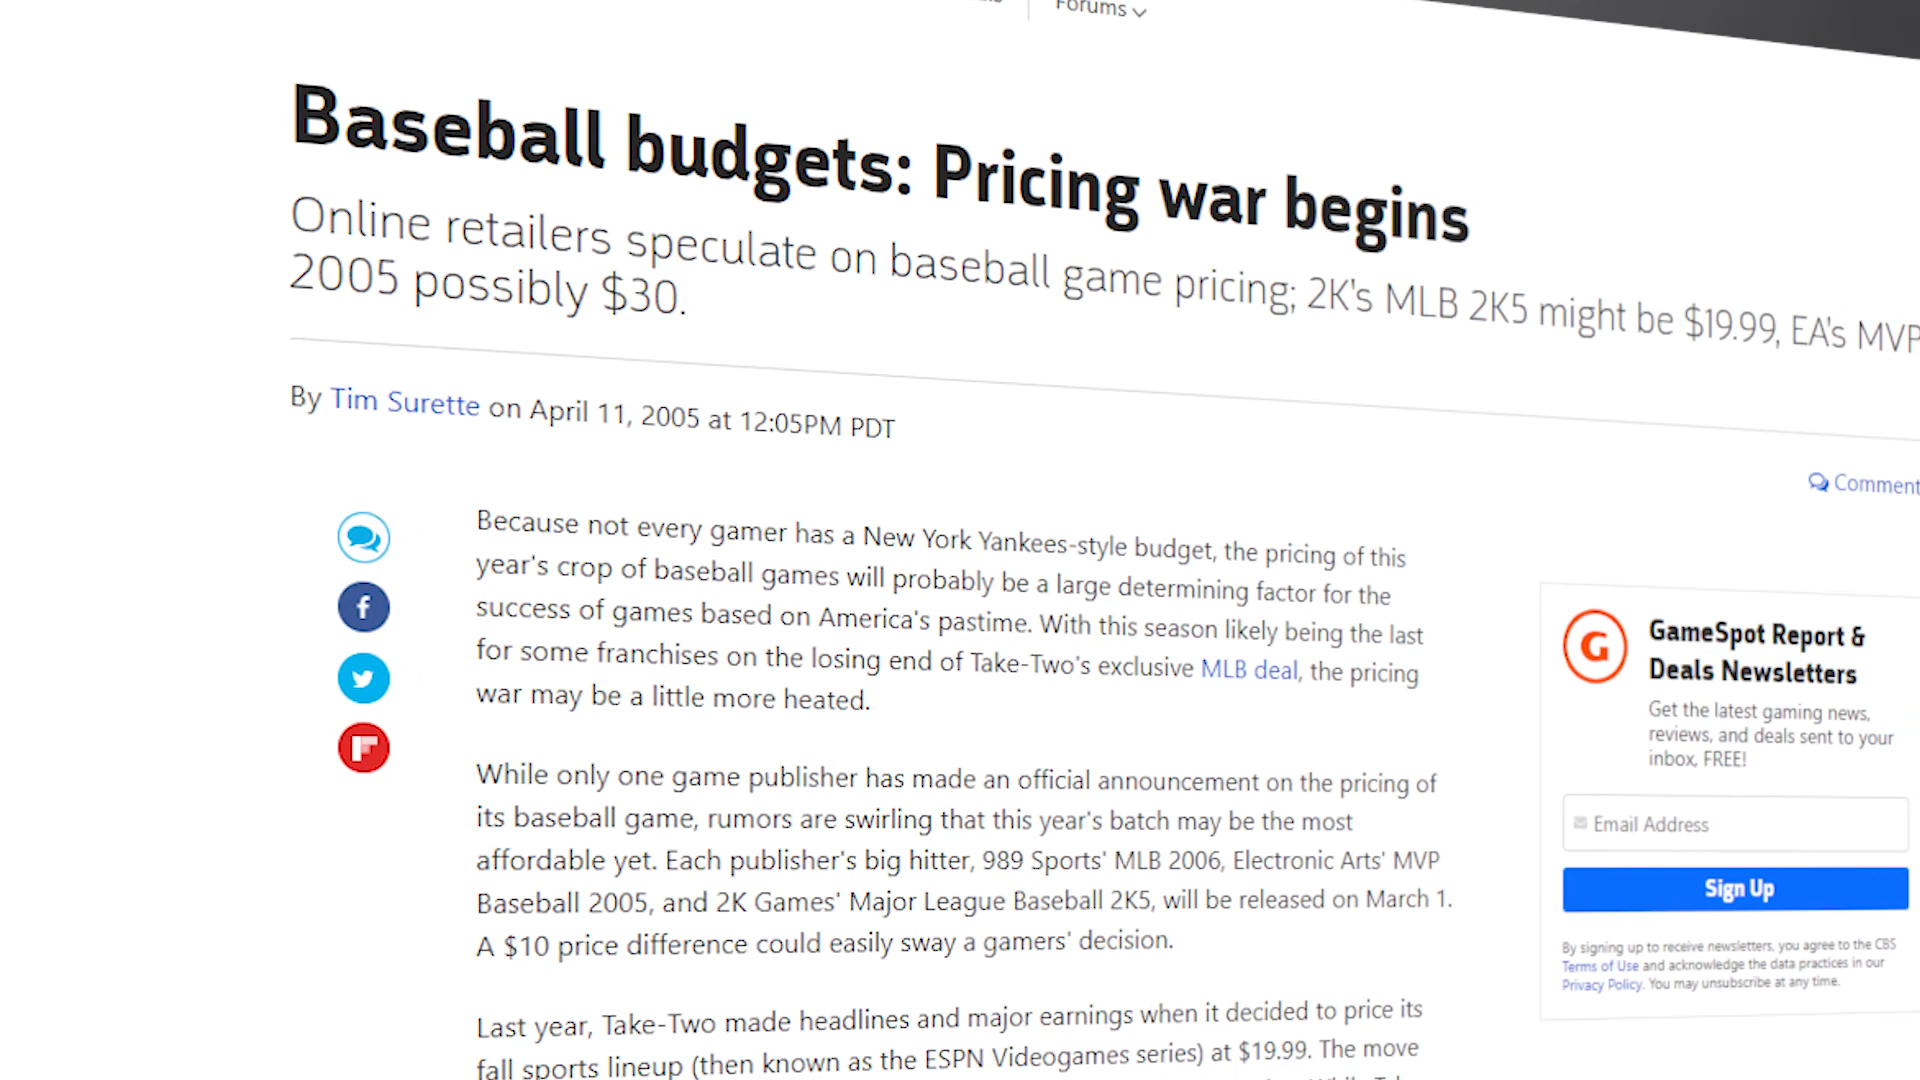 Forums
Baseball budgets: Pricing war begins
Online retailers speculate on baseball game pricing; 2K's MLB 2K5 might be $19.99, EA's MVP
2005 possibly $30.
By Tim Surette on April 11, 2005 at 12:05PM PDT
Comment
Because not every gamer has a New York Yankees-style budget, the pricing of this
year's crop of baseball games will probably be a large determining factor for the
success of games based on America's pastime. With this season likely being the last
for some franchises on the losing end of Take-Two's exclusive MLB deal, the pricing
war may be a little more heated.
While only one game publisher has made an official announcement on the pricing of
its baseball game, rumors are swirling that this year's batch may be the most
affordable yet. Each publisher's big hitter, 989 Sports' MLB 2006, Electronic Arts' MVP
Baseball 2005, and 2K Games' Major League Baseball 2K5, will be released on March 1.
A $10 price difference could easily sway a gamers' decision.
Last year, Take-Two made headlines and major earnings when it decided to price its
fall sports lineup (then known as the ESPN Videogames series) at $19.99. The move
G
GameSpot Report &
Deals Newsletters
Get the latest gaming news,
reviews, and deals sent to your
inbox, FREE!
Email Address
Sign Up
By signing up to receive newsletters, you agree to the CBS
Terms of Use and acknowledge the data practices in our
Privacy Policy. You may unsubscribe at any time.